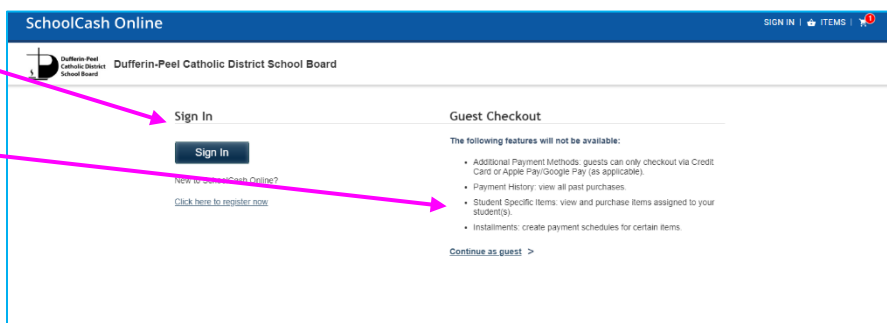 SchoolCash Online
SIGN IN | ITEMS | 1
Dufferin-Peel
Catholic District
School Board
Dufferin-Peel Catholic District School Board
Sign In
Sign In
New to SchoolCash Online?
Click here to register now
Guest Checkout
The following features will not be available:
• Additional Payment Methods: guests can only checkout via Credit
Card or Apple Pay/Google Pay (as applicable).
• Payment History: view all past purchases.
• Student Specific Items: view and purchase items assigned to your
student(s).
• Installments: create payment schedules for certain items.
Continue as guest >